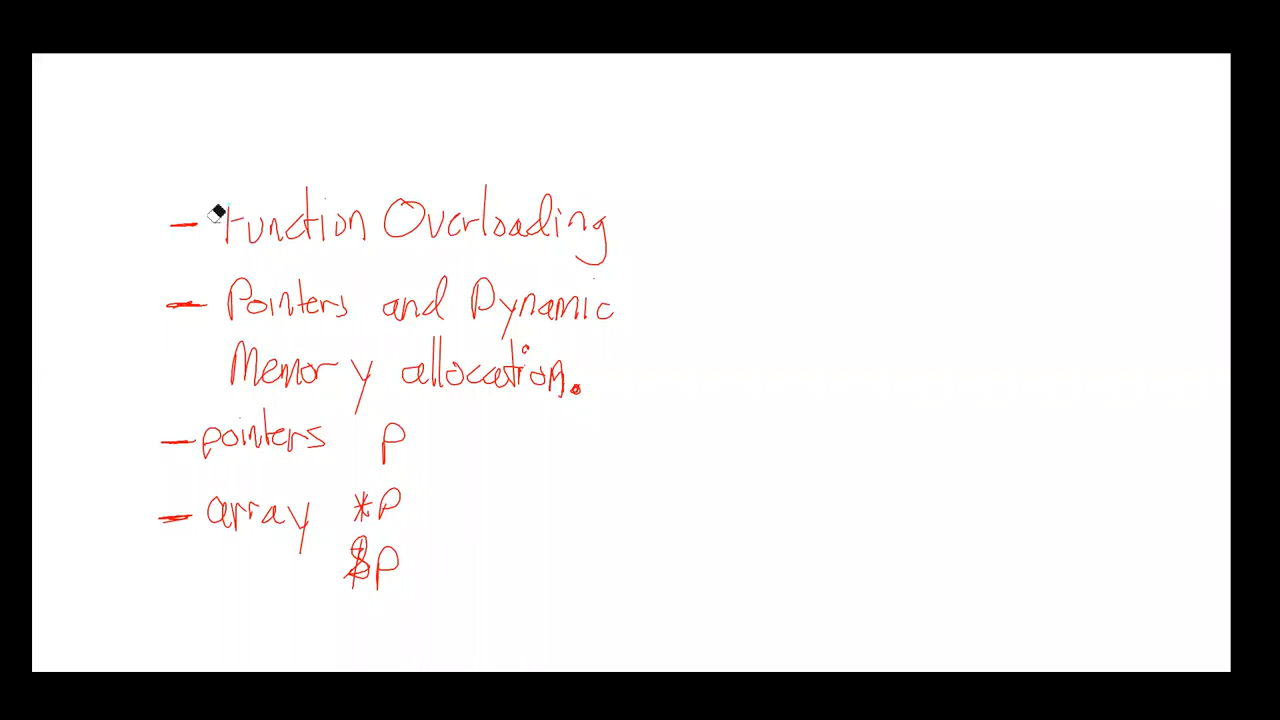 - Function Overloading
- Pointers and Dynamic
Memory allocation.
- pointers P
- array *P
&P